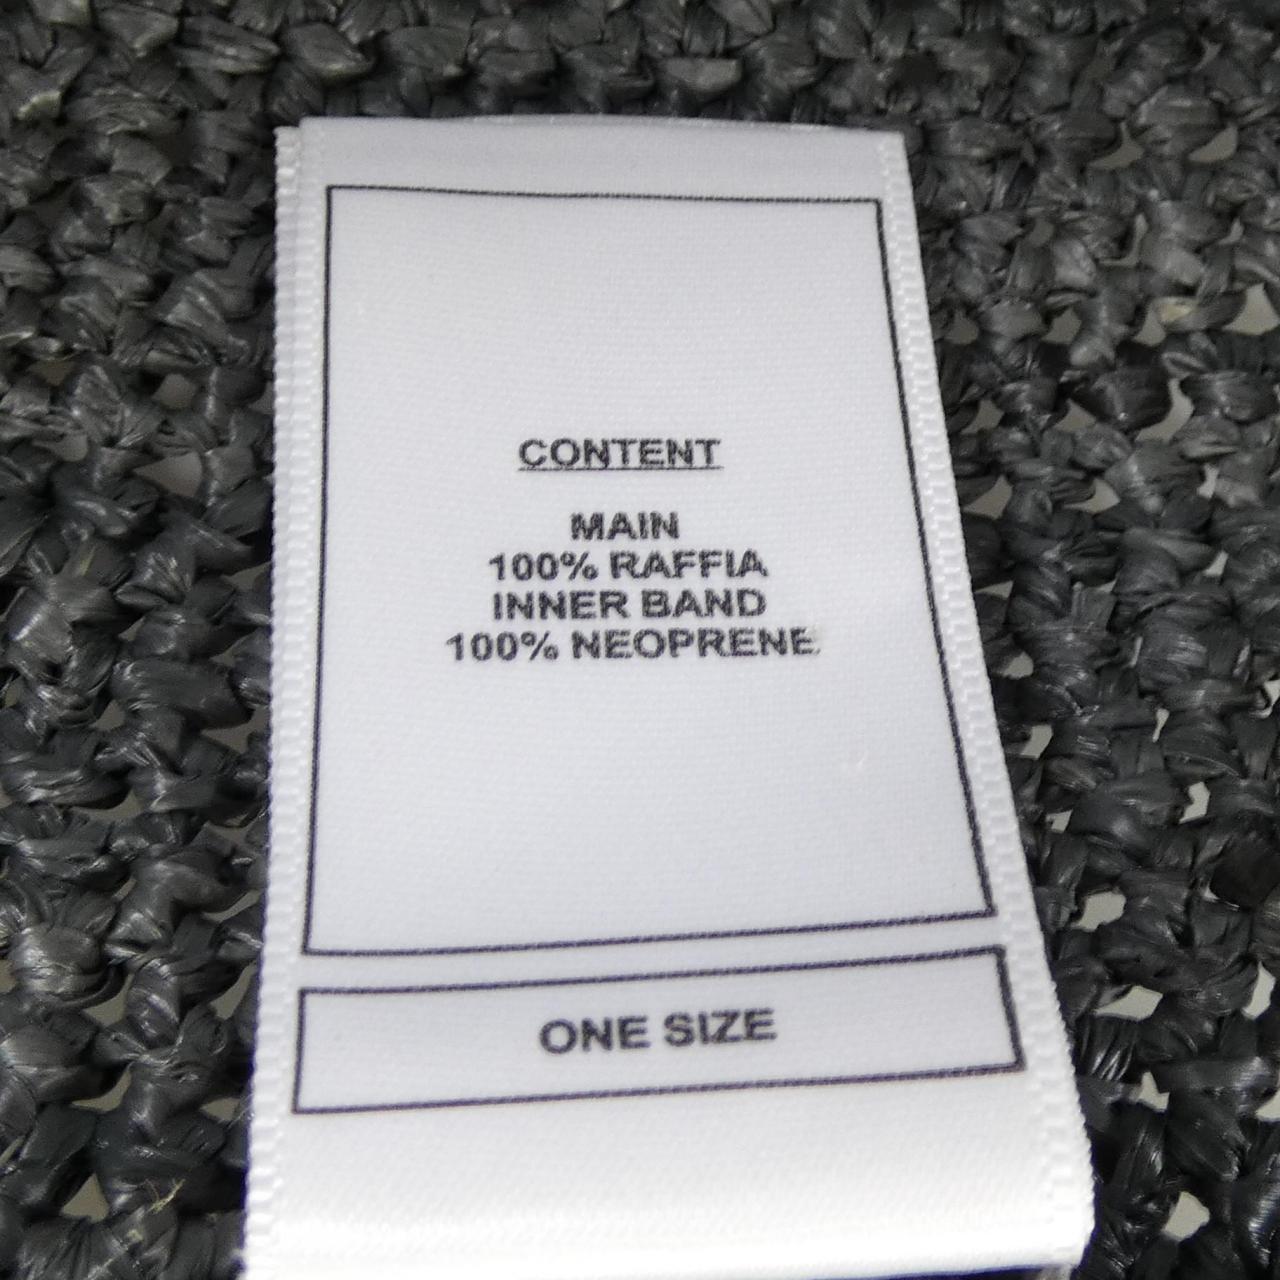 CONTENT
MAIN
100% RAFFIA
INNER BAND
100% NEOPRENE
ONE SIZE